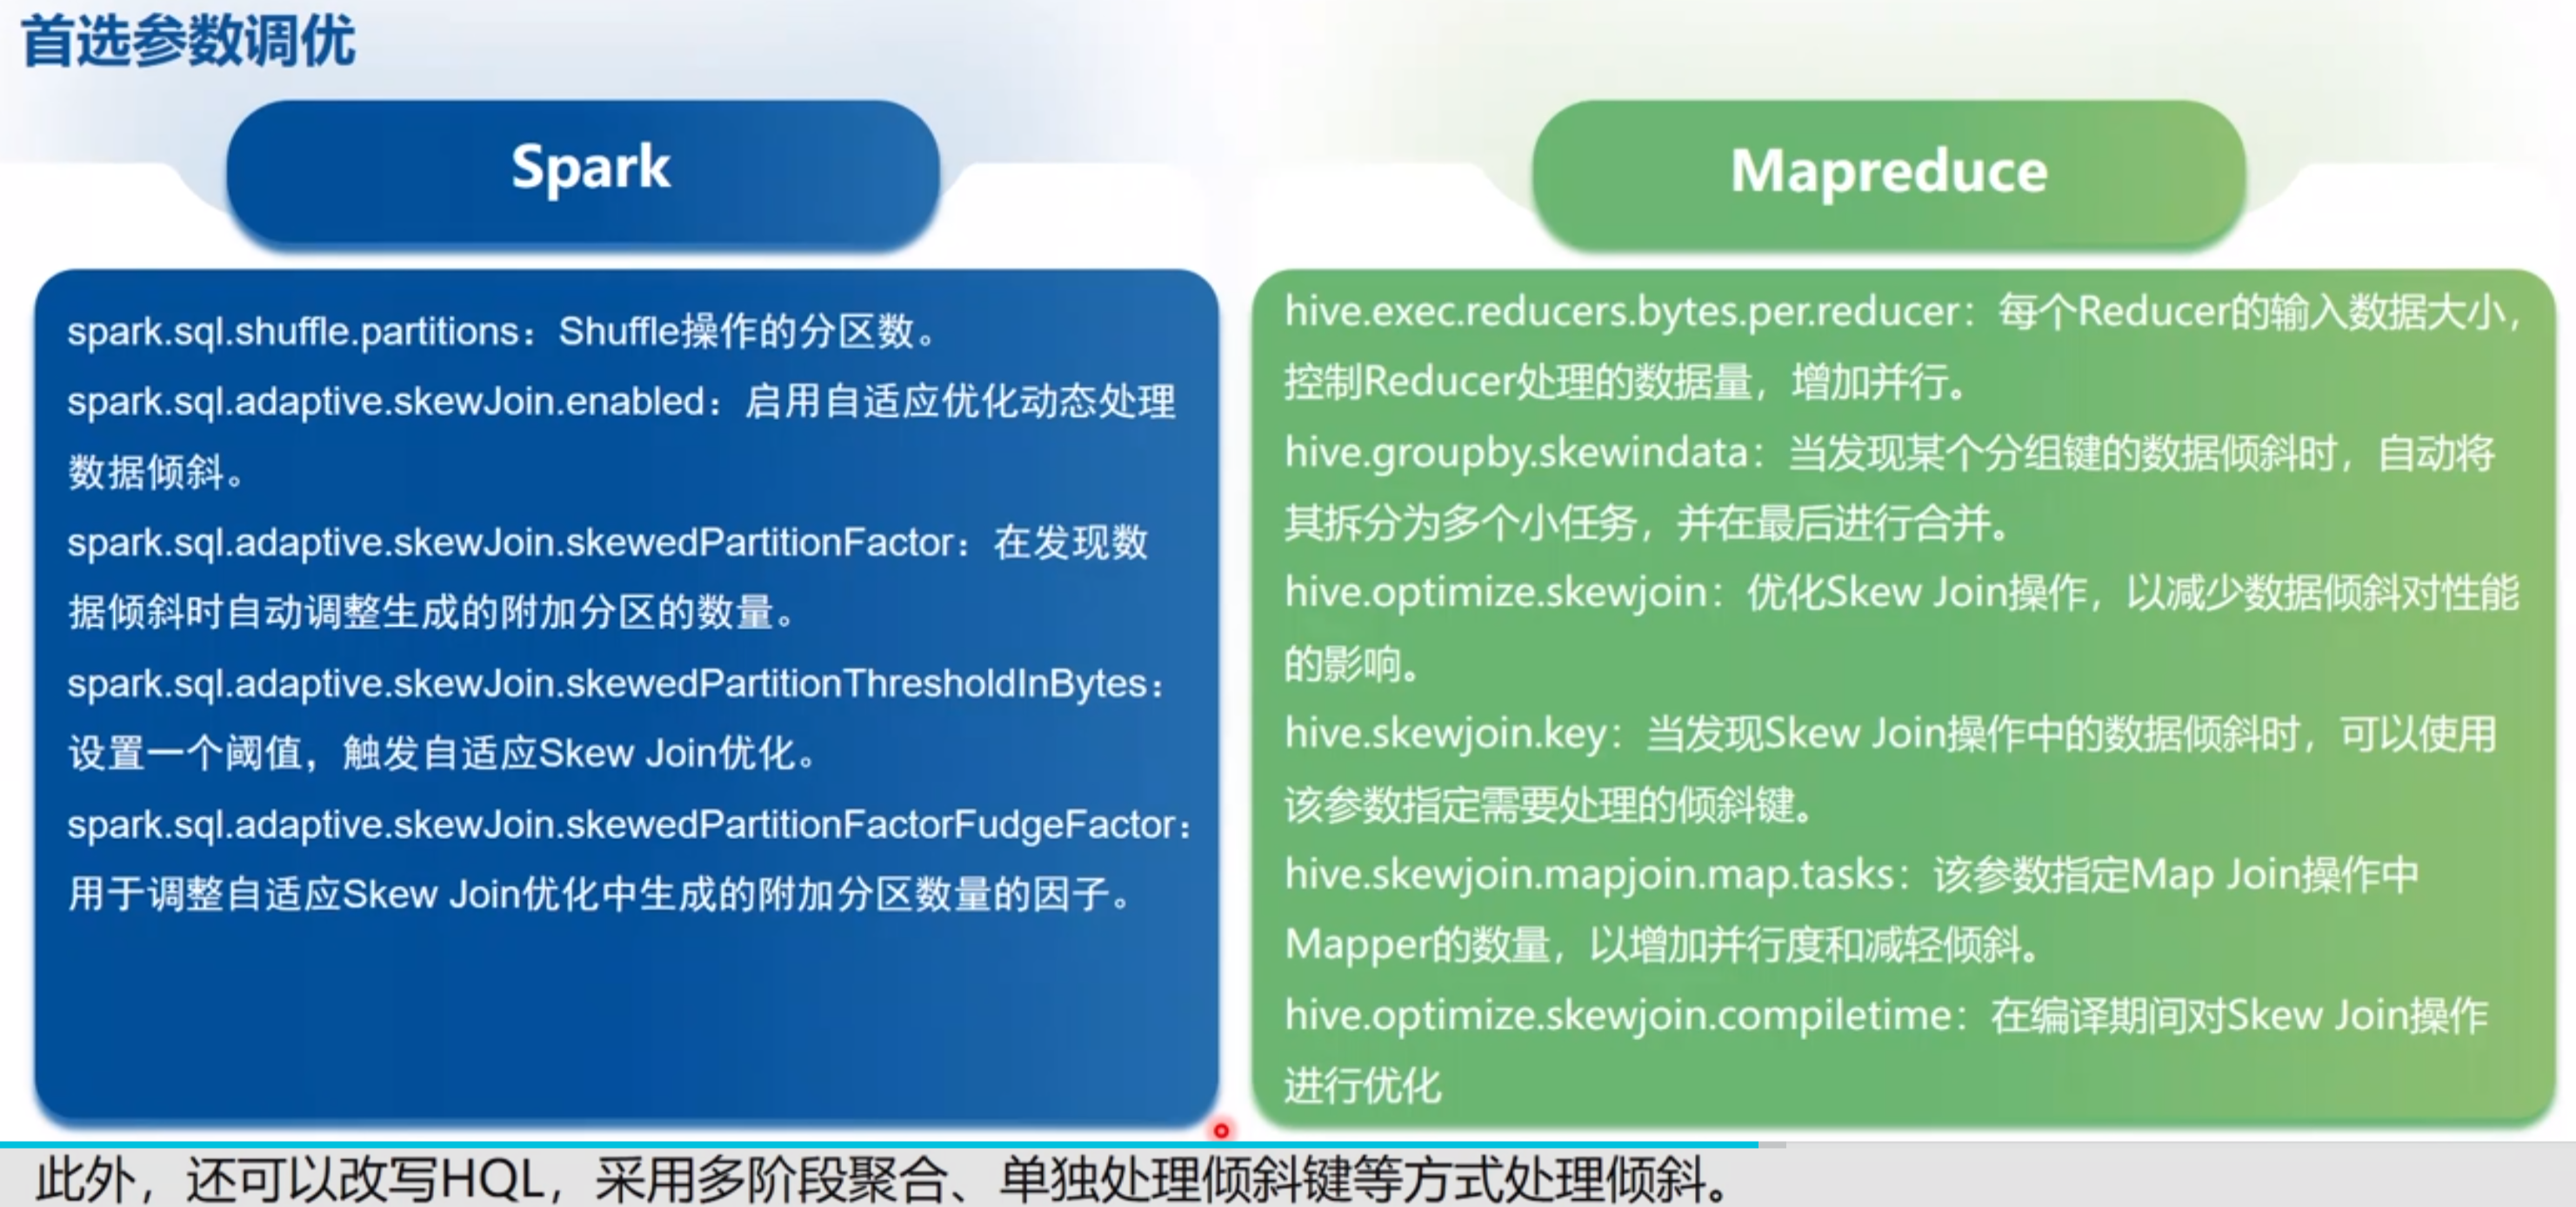 首选参数调优
Spark
spark.sql.shuffle.partitions：Shuffle操作的分区数。
spark.sql.adaptive.skewJoin.enabled：启用自适应优化动态处理
数据倾斜。
spark.sql.adaptive.skewJoin.skewedPartitionFactor：在发现数
据倾斜时自动调整生成的附加分区的数量。
spark.sql.adaptive.skewJoin.skewedPartitionThresholdInBytes：
设置一个阈值，触发自适应Skew Join优化。
spark.sql.adaptive.skewJoin.skewedPartitionFactorFudgeFactor：
用于调整自适应Skew Join优化中生成的附加分区数量的因子。
Mapreduce
hive.exec.reducers.bytes.per.reducer：每个Reducer的输入数据大小，
控制Reducer处理的数据量，增加并行。
hive.groupby.skewindata：当发现某个分组键的数据倾斜时，自动将
其拆分为多个小任务，并在最后进行合并。
hive.optimize.skewjoin：优化Skew Join操作，以减少数据倾斜对性能
的影响。
hive.skewjoin.key：当发现Skew Join操作中的数据倾斜时，可以使用
该参数指定需要处理的倾斜键。
hive.skewjoin.mapjoin.map.tasks：该参数指定Map Join操作中
Mapper的数量，以增加并行度和减轻倾斜。
hive.optimize.skewjoin.compiletime：在编译期间对Skew Join操作
进行优化
此外，还可以改写HQL，采用多阶段聚合、单独处理倾斜键等方式处理倾斜。